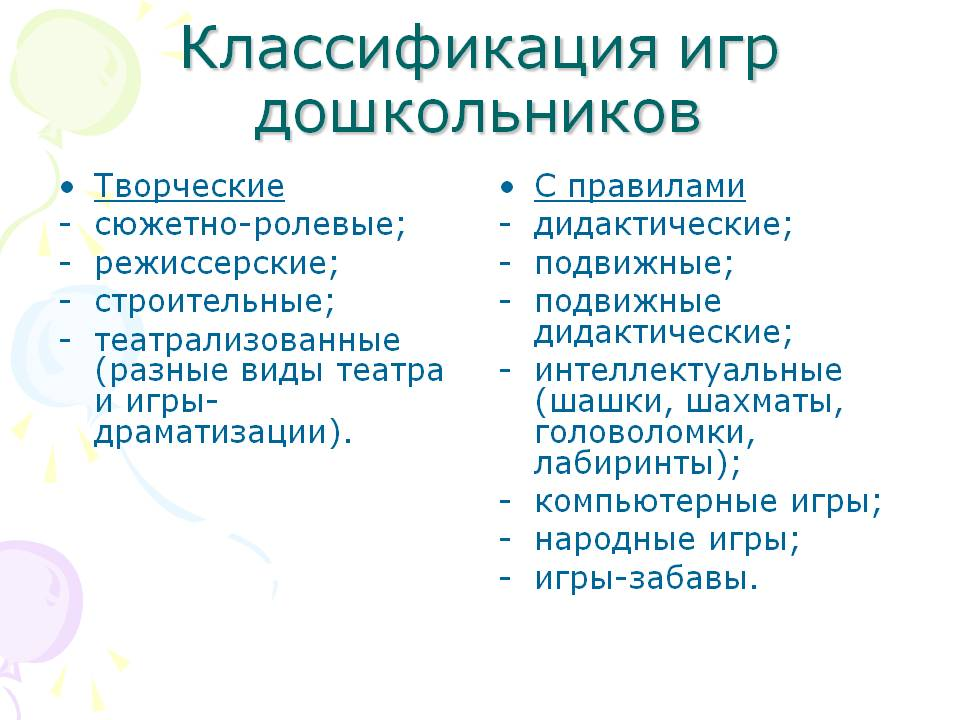 Классификация игр
дошкольников
• Творческие
- сюжетно-ролевые;
- режиссерские;
- строительные;
- театрализованные
(разные виды театра
и игры-
драматизации).
• С правилами
- дидактические;
- подвижные;
- подвижные
дидактические;
- интеллектуальные
(шашки, шахматы,
головоломки,
лабиринты);
- компьютерные игры;
- народные игры;
- игры-забавы.